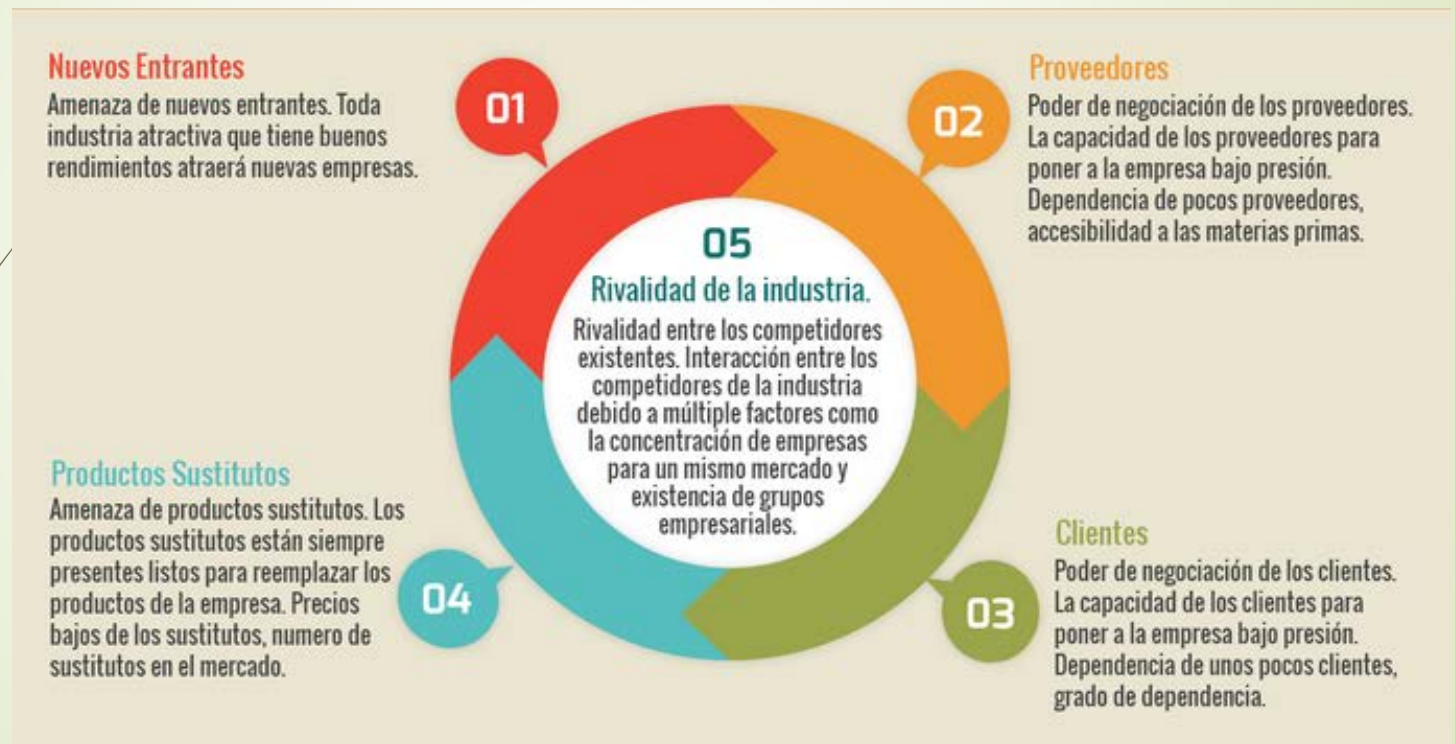 Nuevos Entrantes
Amenaza de nuevos entrantes. Toda
industria atractiva que tiene buenos
rendimientos atraerá nuevas empresas.
01
02
Proveedores
Poder de negociación de los proveedores.
La capacidad de los proveedores para
poner a la empresa bajo presión.
Dependencia de pocos proveedores,
accesibilidad a las materias primas.
05
Rivalidad de la industria.
Rivalidad entre los competidores
existentes. Interacción entre los
competidores de la industria
debido a múltiple factores como
la concentración de empresas
para un mismo mercado y
existencia de grupos
empresariales.
Productos Sustitutos
Amenaza de productos sustitutos. Los
productos sustitutos están siempre
presentes listos para reemplazar los
productos de la empresa. Precios
bajos de los sustitutos, numero de
sustitutos en el mercado.
04
03
Clientes
Poder de negociación de los clientes.
La capacidad de los clientes para
poner a la empresa bajo presión.
Dependencia de unos pocos clientes,
grado de dependencia.